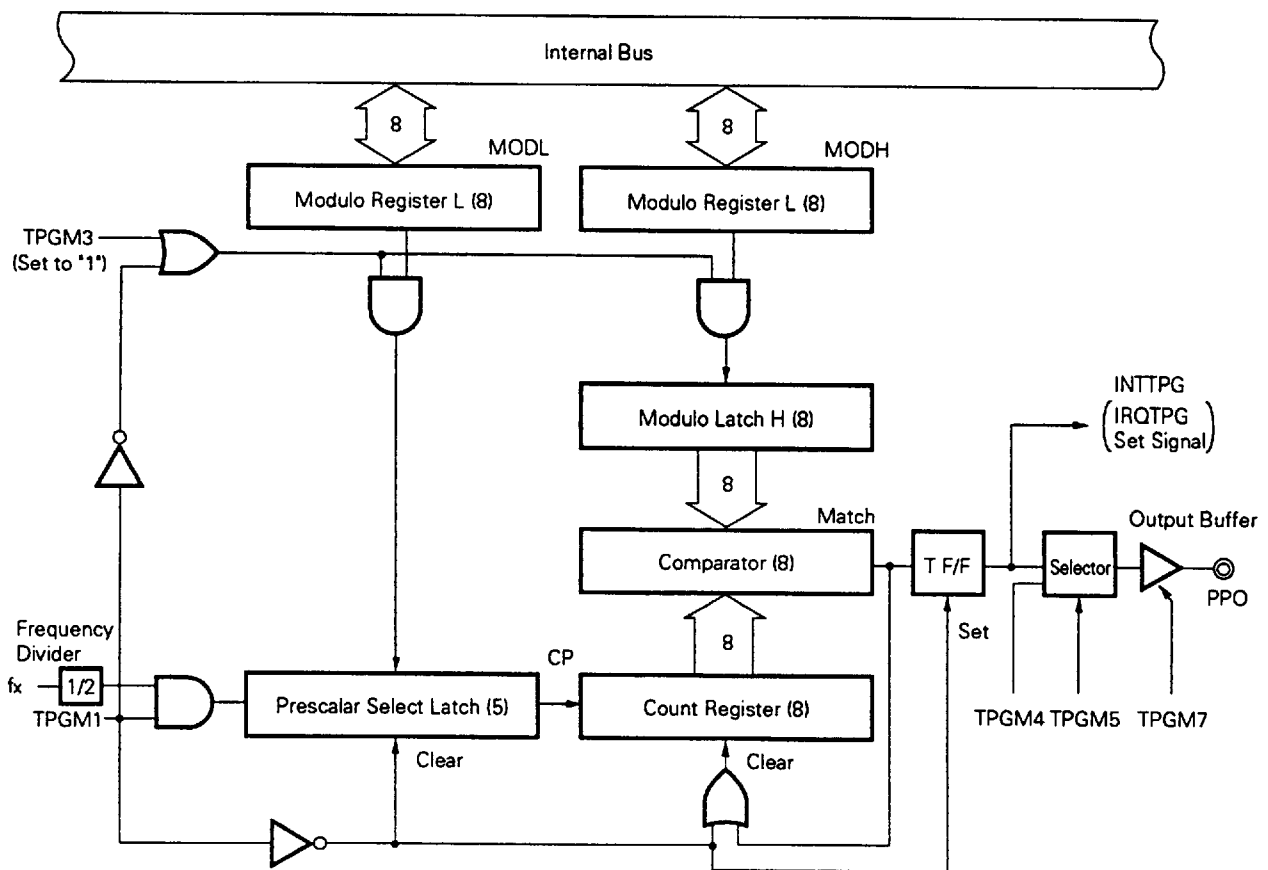 Internal Bus
8
8
MODL
MODH
Modulo Register L (8)
Modulo Register L (8)
TPGM3
(Set to "1")
Modulo Latch H (8)
INTTPG
IRQTPG
Set Signal
8
Match
Output Buffer
Comparator (8)
T F/F
Selector
PPO
Set
8
Frequency
Divider
CP
fx
1/2
Prescalar Select Latch (5)
Count Register (8)
TPGM1
TPGM4
TPGM5
TPGM7
Clear
Clear